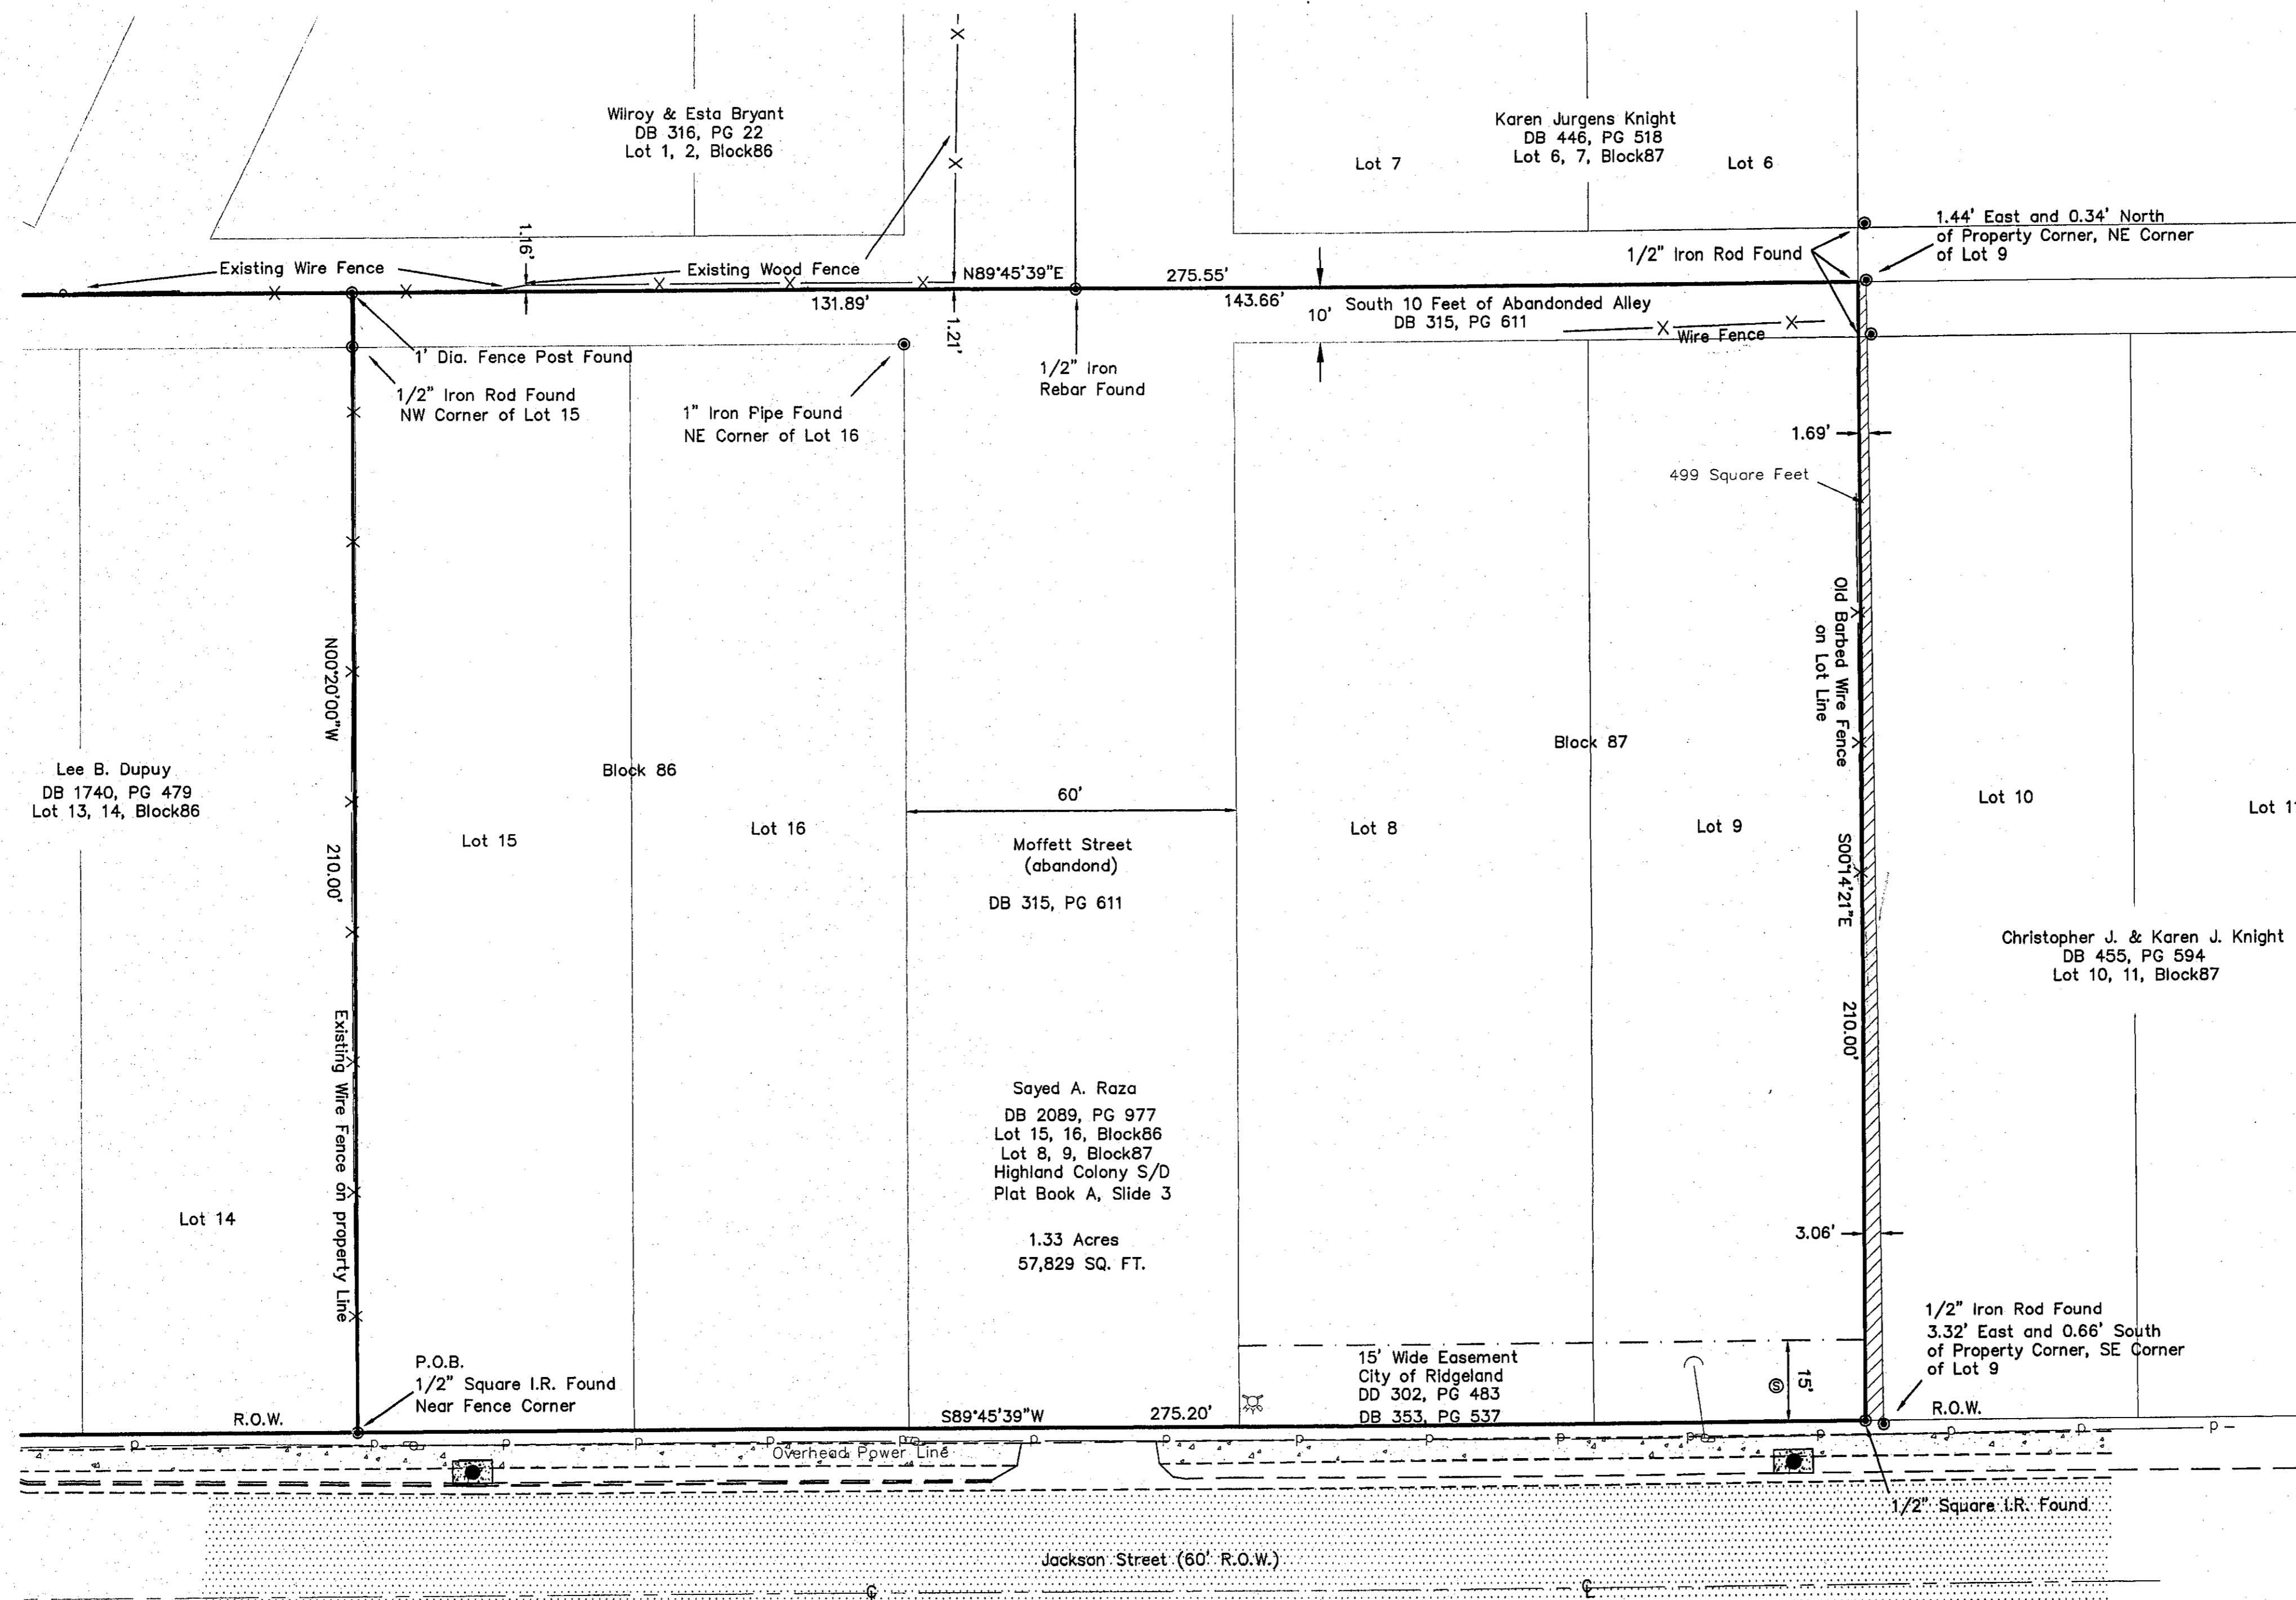 Wilroy & Esta Bryant
DB 316, PG 22
Lot 1, 2, Block86
Karen Jurgens Knight
DB 446, PG 518
Lot 6, 7, Block87
Lot 7
Lot 6
1.44' East and 0.34' North
of Property Corner, NE Corner
of Lot 9
1/2" Iron Rod Found
1.16'
Existing Wire Fence
Existing Wood Fence
N89°45'39"E
275.55'
131.89'
143.66'
10'
South 10 Feet of Abandonded Alley
DB 315, PG 611
Wire Fence
1.21'
1' Dia. Fence Post Found
1/2" Iron Rod Found
NW Corner of Lot 15
1" Iron Pipe Found
NE Corner of Lot 16
1/2" Iron
Rebar Found
1.69'
499 Square Feet
Old Barbed Wire Fence
on Lot Line
N00°20'00"W
210.00'
Existing Wire Fence on property Line
Lee B. Dupuy
DB 1740, PG 479
Lot 13, 14, Block86
Block 86
Block 87
60'
Lot 15
Lot 16
Moffett Street
(abandond)
DB 315, PG 611
Lot 8
Lot 9
Lot 10
Lot 11
S00°14'21"E
210.00'
Christopher J. & Karen J. Knight
DB 455, PG 594
Lot 10, 11, Block87
Sayed A. Raza
DB 2089, PG 977
Lot 15, 16, Block86
Lot 8, 9, Block87
Highland Colony S/D
Plat Book A, Slide 3
1.33 Acres
57,829 SQ. FT.
Lot 14
3.06'
1/2" Iron Rod Found
3.32' East and 0.66' South
of Property Corner, SE Corner
of Lot 9
P.O.B.
1/2" Square I.R. Found
Near Fence Corner
15' Wide Easement
City of Ridgeland
DD 302, PG 483
DB 353, PG 537
S
15'
R.O.W.
S89°45'39"W
275.20'
R.O.W.
Overhead Power Line
1/2" Square I.R. Found
Jackson Street (60' R.O.W.)